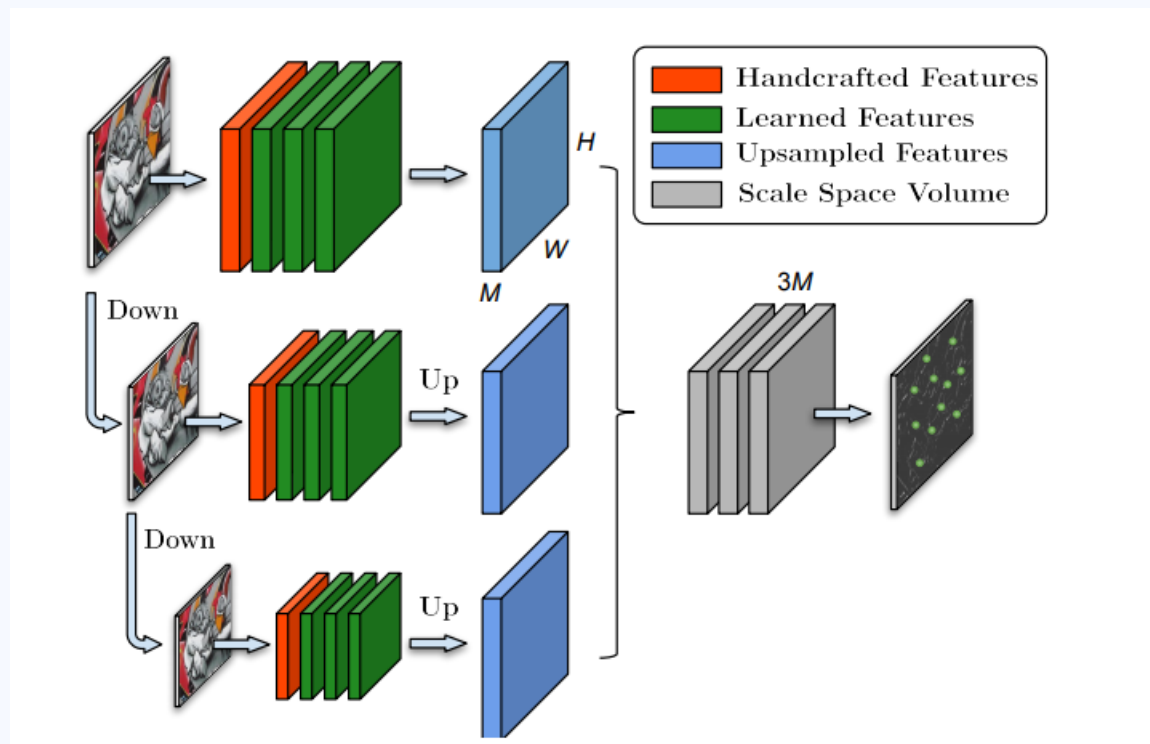 Handcrafted Features
Learned Features
Upsampled Features
Scale Space Volume
H
W
M
Down
Up
3M
Down
Up